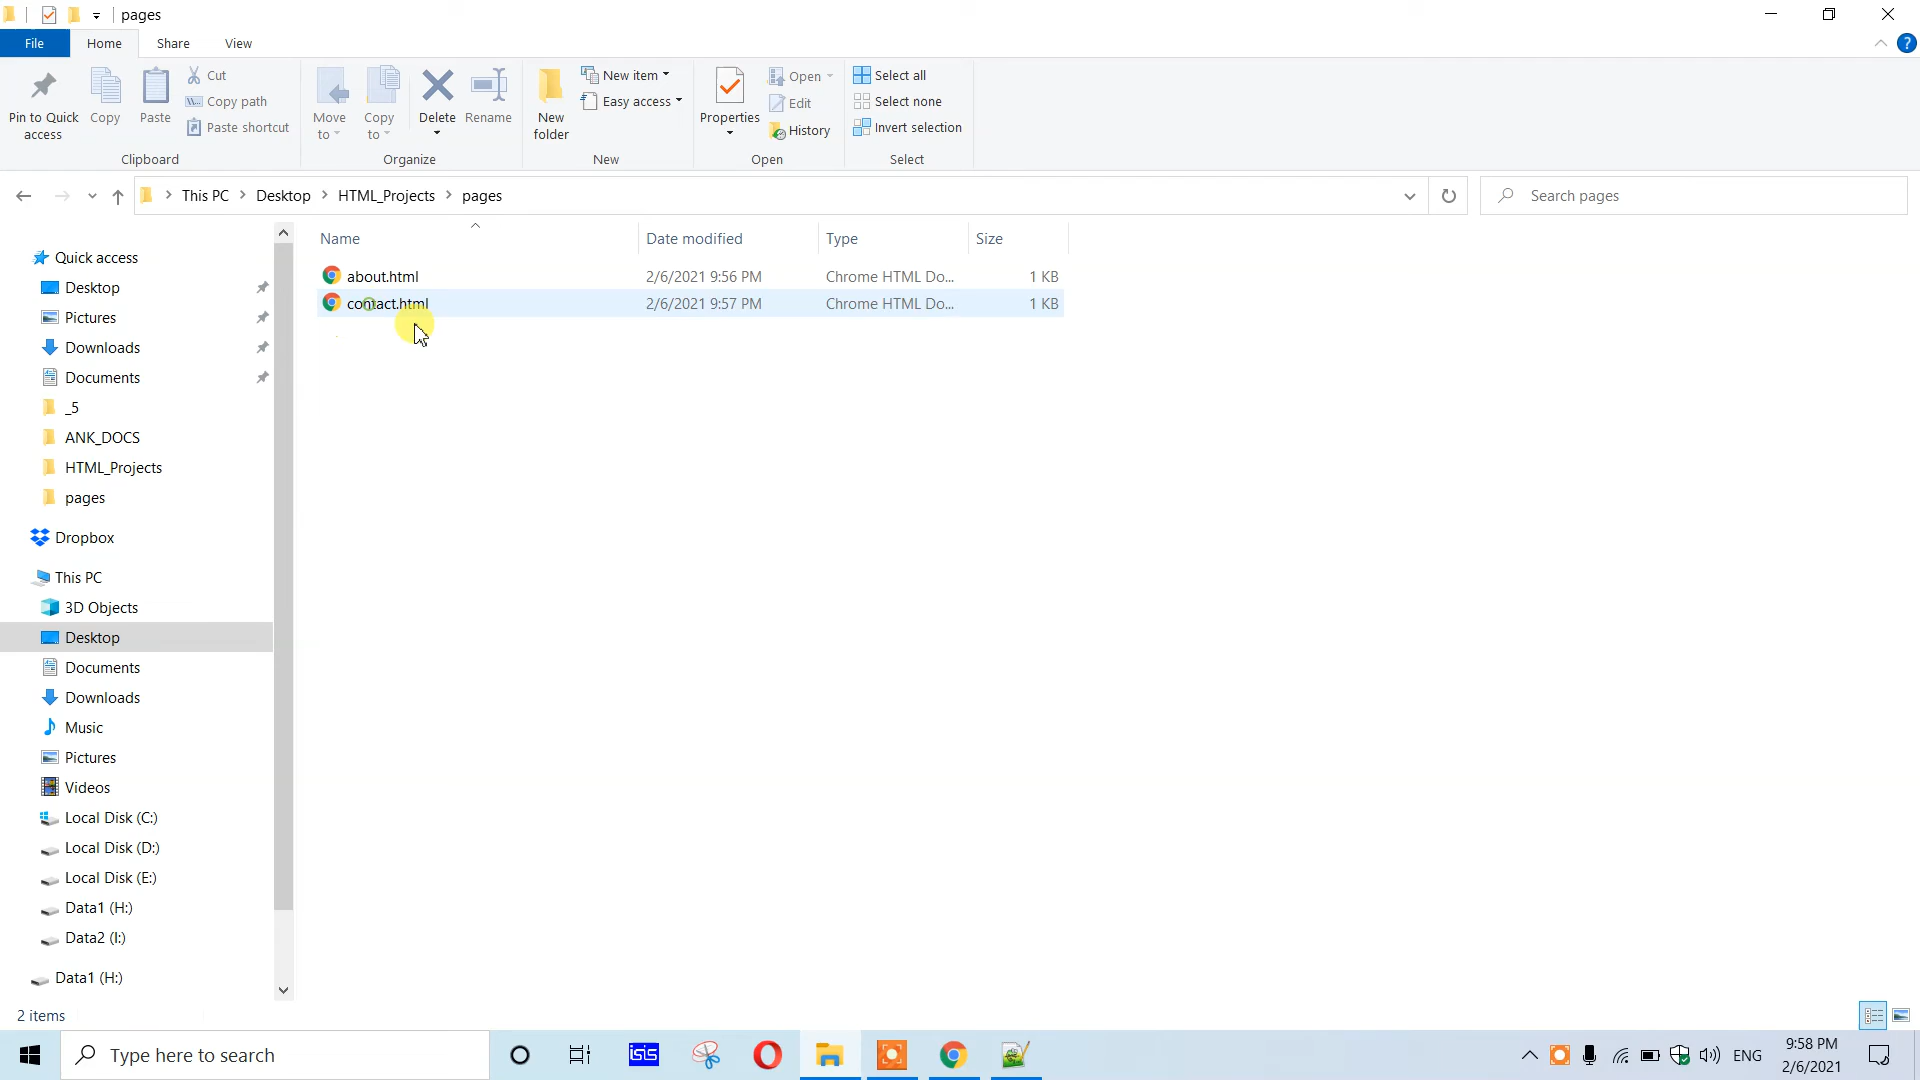 pages
File Home Share View
Pin to Quick access
Copy
Paste
Cut
Copy path
Paste shortcut
Clipboard
Move to
Copy to
Delete
Rename
Organize
New folder
New item
Easy access
New
Properties
Open
Edit
History
Open
Select all
Select none
Invert selection
Select
This PC > Desktop > HTML_Projects > pages
Search pages
Name Date modified Type Size
about.html 2/6/2021 9:56 PM Chrome HTML Do... 1 KB
contact.html 2/6/2021 9:57 PM Chrome HTML Do... 1 KB
Quick access
Desktop
Pictures
Downloads
Documents
_5
ANK_DOCS
HTML_Projects
pages
Dropbox
This PC
3D Objects
Desktop
Documents
Downloads
Music
Pictures
Videos
Local Disk (C:)
Local Disk (D:)
Local Disk (E:)
Data1 (H:)
Data2 (I:)
Data1 (H:)
2 items
Type here to search
isis
ENG
9:58 PM
2/6/2021